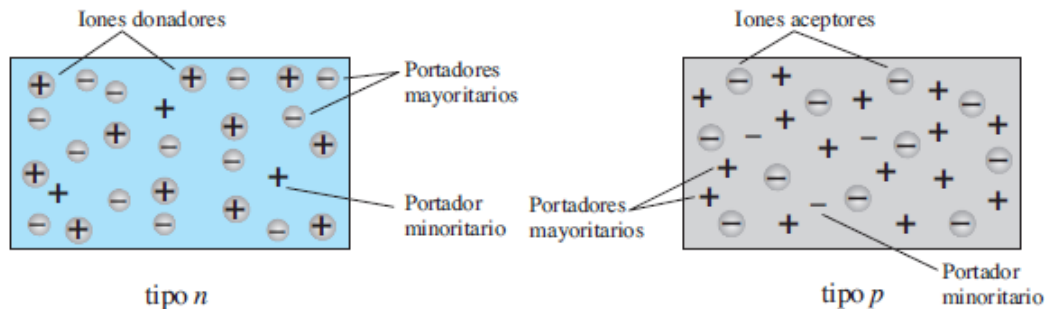 Iones donadores
Portadores
mayoritarios
Portador
minoritario
tipo n
Iones aceptores
Portadores
mayoritarios
Portador
minoritario
tipo p